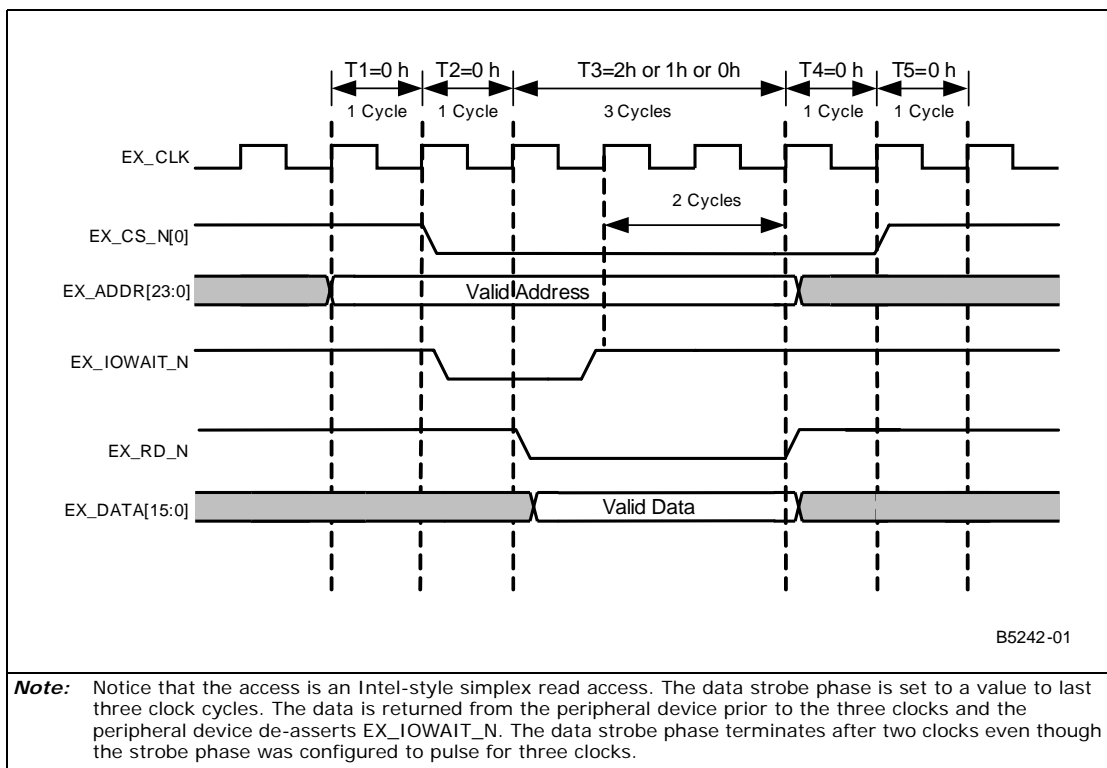 T1=0 h T2=0 h T3=2h or 1h or 0h T4=0 h T5=0 h
1 Cycle 1 Cycle 3 Cycles 1 Cycle 1 Cycle
EX_CLK
2 Cycles
EX_CS_N[0]
EX_ADDR[23:0] Valid Address
EX_IOWAIT_N
EX_RD_N
EX_DATA[15:0] Valid Data
B5242-01
Note: Notice that the access is an Intel-style simplex read access. The data strobe phase is set to a value to last
three clock cycles. The data is returned from the peripheral device prior to the three clocks and the
peripheral device de-asserts EX_IOWAIT_N. The data strobe phase terminates after two clocks even though
the strobe phase was configured to pulse for three clocks.